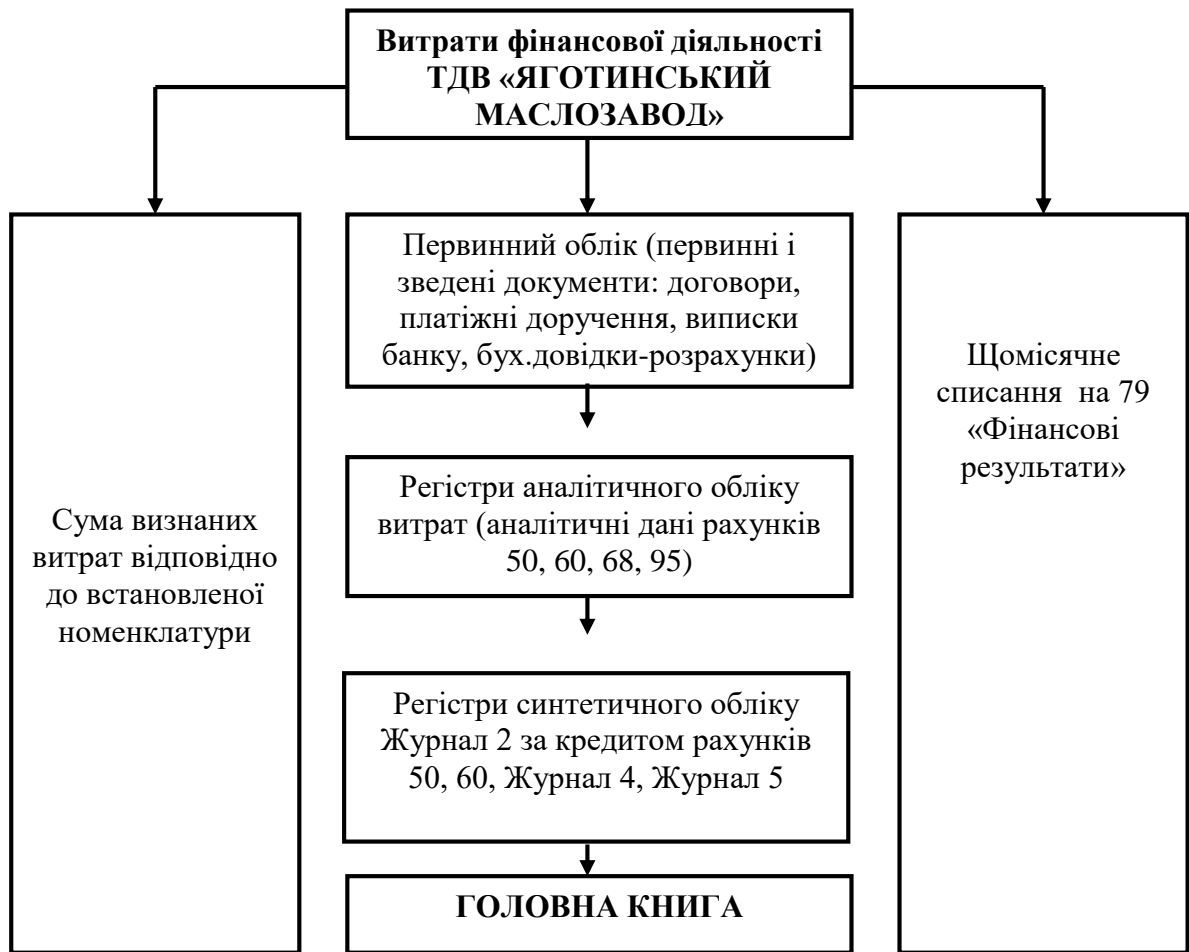 Витрати фінансової діяльності
ТДВ «ЯГОТИНСЬКИЙ
МАСЛОЗАВОД»
Сума визнаних
витрат відповідно
до встановленої
номенклатури
Первинний облік (первинні і
зведені документи: договори,
платіжні доручення, виписки
банку, бух.довідки-розрахунки)
Регістри аналітичного обліку
витрат (аналітичні дані рахунків
50, 60, 68, 95)
Регістри синтетичного обліку
Журнал 2 за кредитом рахунків
50, 60, Журнал 4, Журнал 5
ГОЛОВНА КНИГА
Щомісячне
списання на 79
«Фінансові
результати»